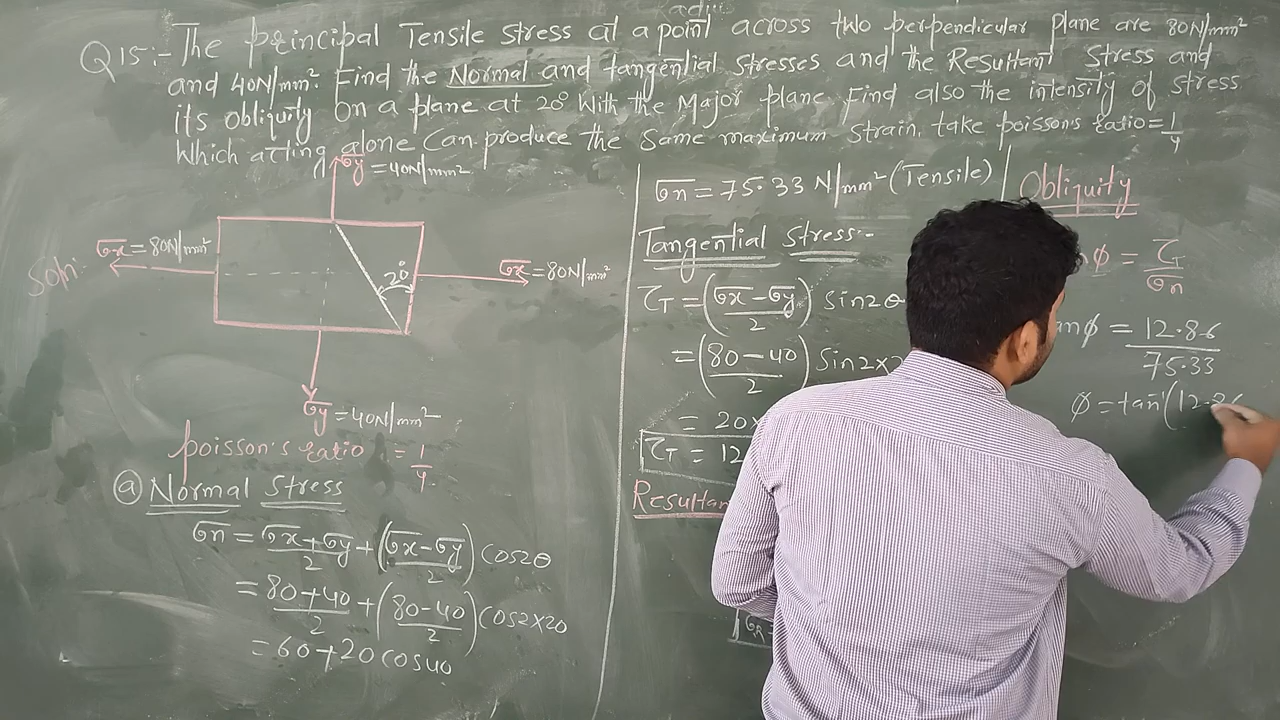 Q15:- The principal Tensile stress at a point across two perpendicular plane are 80N/mm²
and 40N/mm². Find the Normal and tangential stresses and the Resultant Stress and
its obliquity on a plane at 20° With the Major plane. Find also the intensity of stress
Which acting alone Can produce the same maximum strain, take poisson's ratio = 1/4
σy = 40N/mm²
σx = 80N/mm²
Soln:
20°
σx = 80N/mm²
σy = 40N/mm²
poisson's ratio = 1/4
ⓐ Normal Stress
σn = σx+σy/2 + (σx-σy/2) cos2θ
= 80+40/2 + (80-40/2) cos2×20
= 60+20 cos40
σn = 75.33 N/mm² (Tensile)
Tangential Stress:-
τT = (σx-σy/2) Sin2θ
= (80-40/2) Sin2×
= 20×
τT = 12
σR =
Obliquity
φ = τT/σn
φ = 12.86/75.33
φ = tan⁻¹(12.86